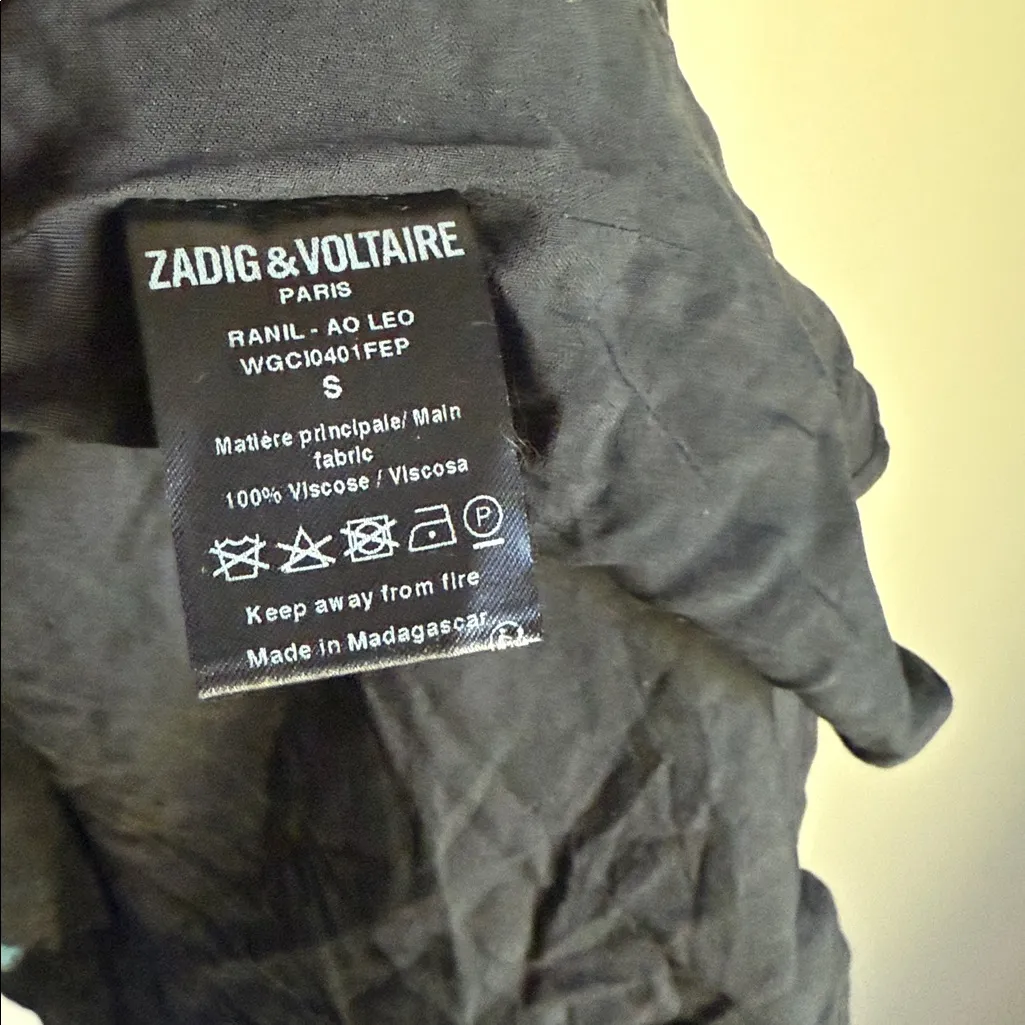 ZADIG & VOLTAIRE
PARIS
RANIL - AO LEO
WGCI0401FEP
S
Matière principale/ Main
fabric
100% Viscose / Viscosa
P
Keep away from fire
Made in Madagascar